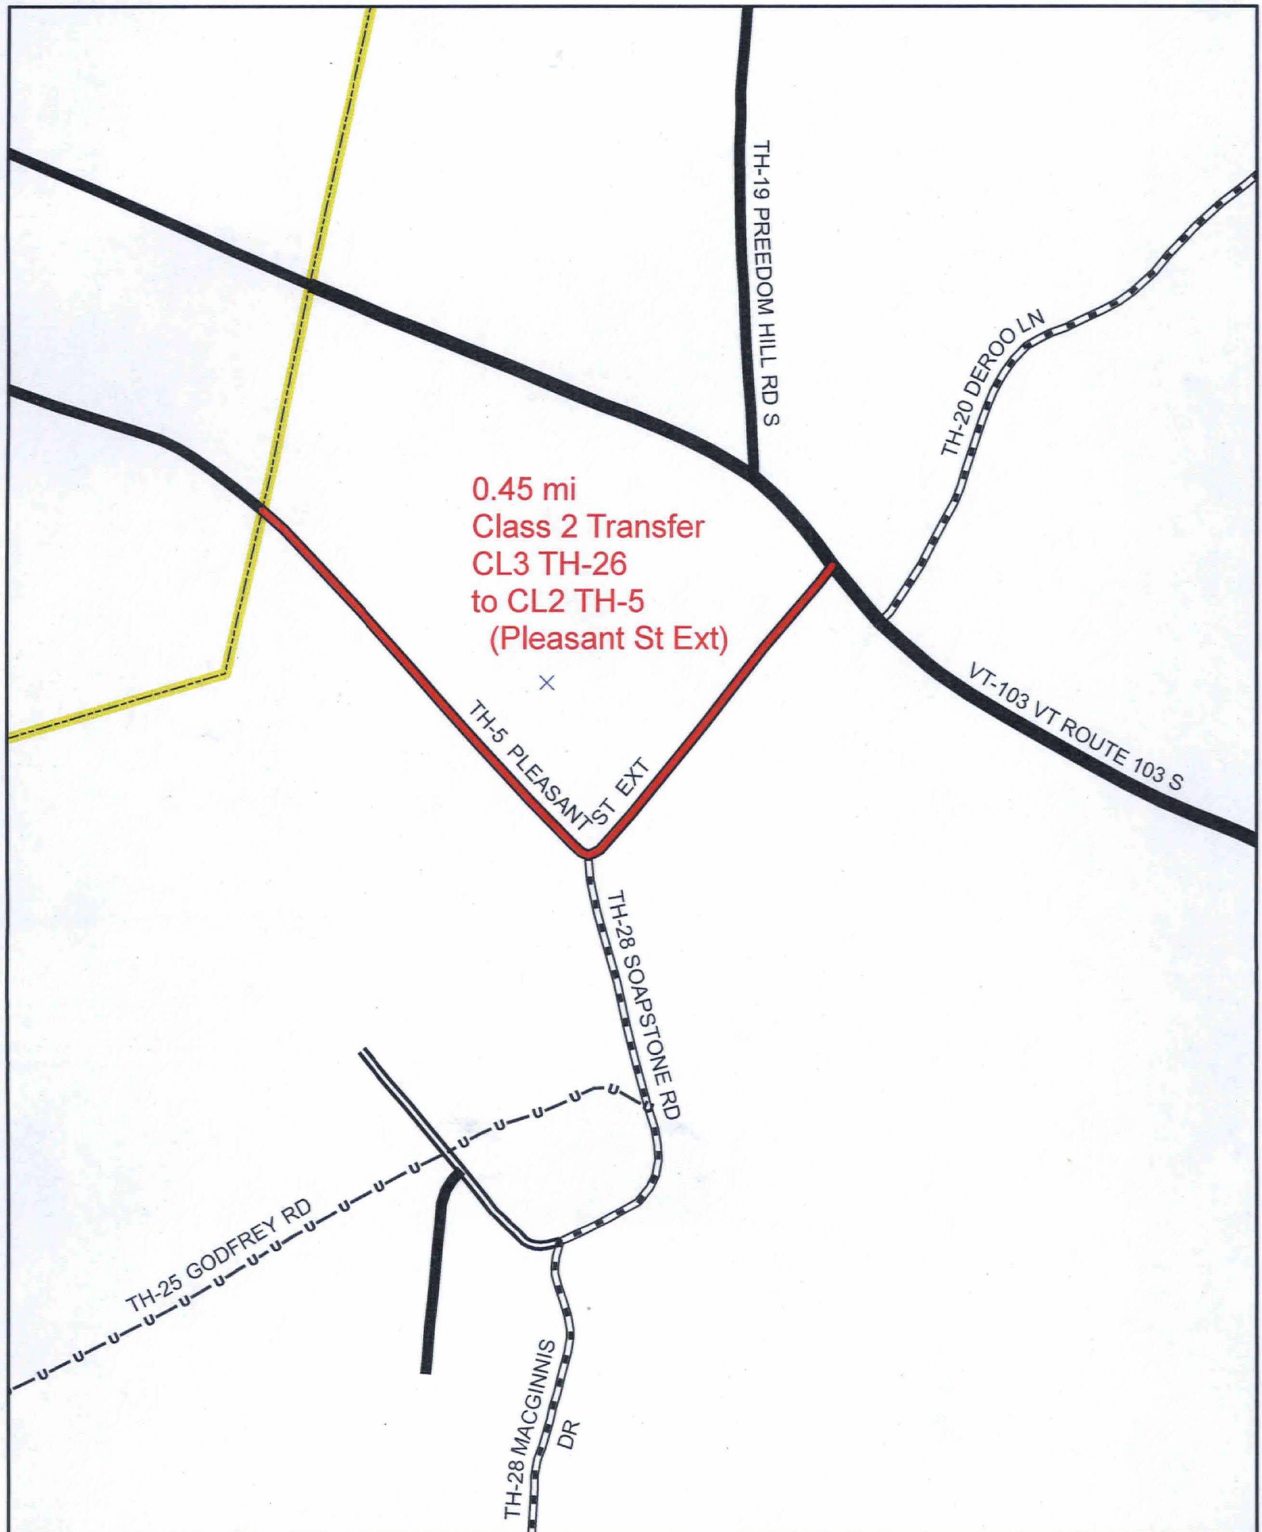 TH-19 PREEDOM HILL RD S
TH-20 DEROO LN
0.45 mi
Class 2 Transfer
CL3 TH-26
to CL2 TH-5
(Pleasant St Ext)
VT-103 VT ROUTE 103 S
TH-5 PLEASANT ST EXT
TH-28 SOAPSTONE RD
U U U U U U U U U U U U U U U U
TH-25 GODFREY RD
TH-28 MACGINNIS
DR